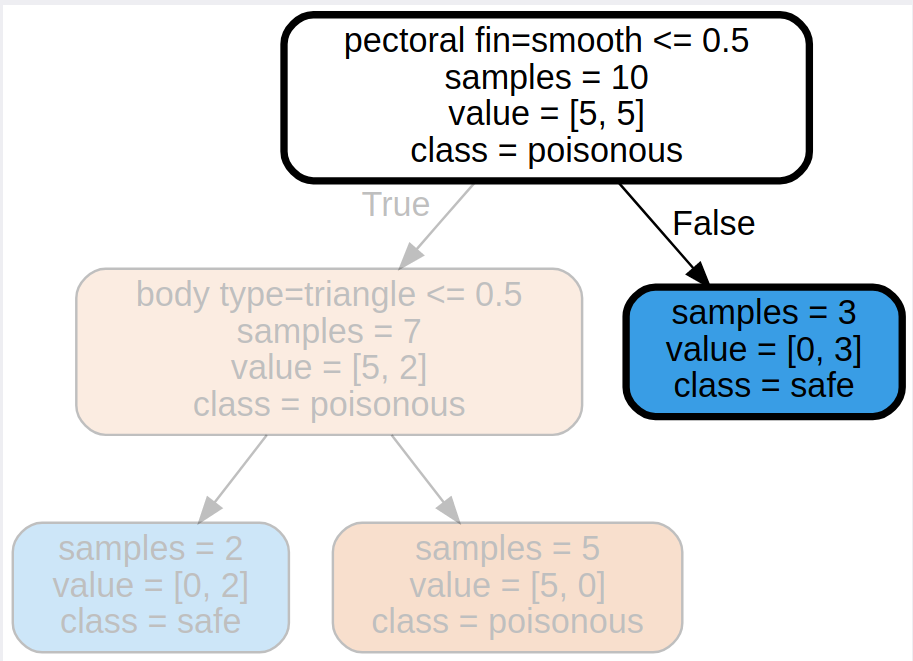 pectoral fin=smooth <= 0.5
samples = 10
value = [5, 5]
class = poisonous
True
False
body type=triangle <= 0.5
samples = 7
value = [5, 2]
class = poisonous
samples = 3
value = [0, 3]
class = safe
samples = 2
value = [0, 2]
class = safe
samples = 5
value = [5, 0]
class = poisonous